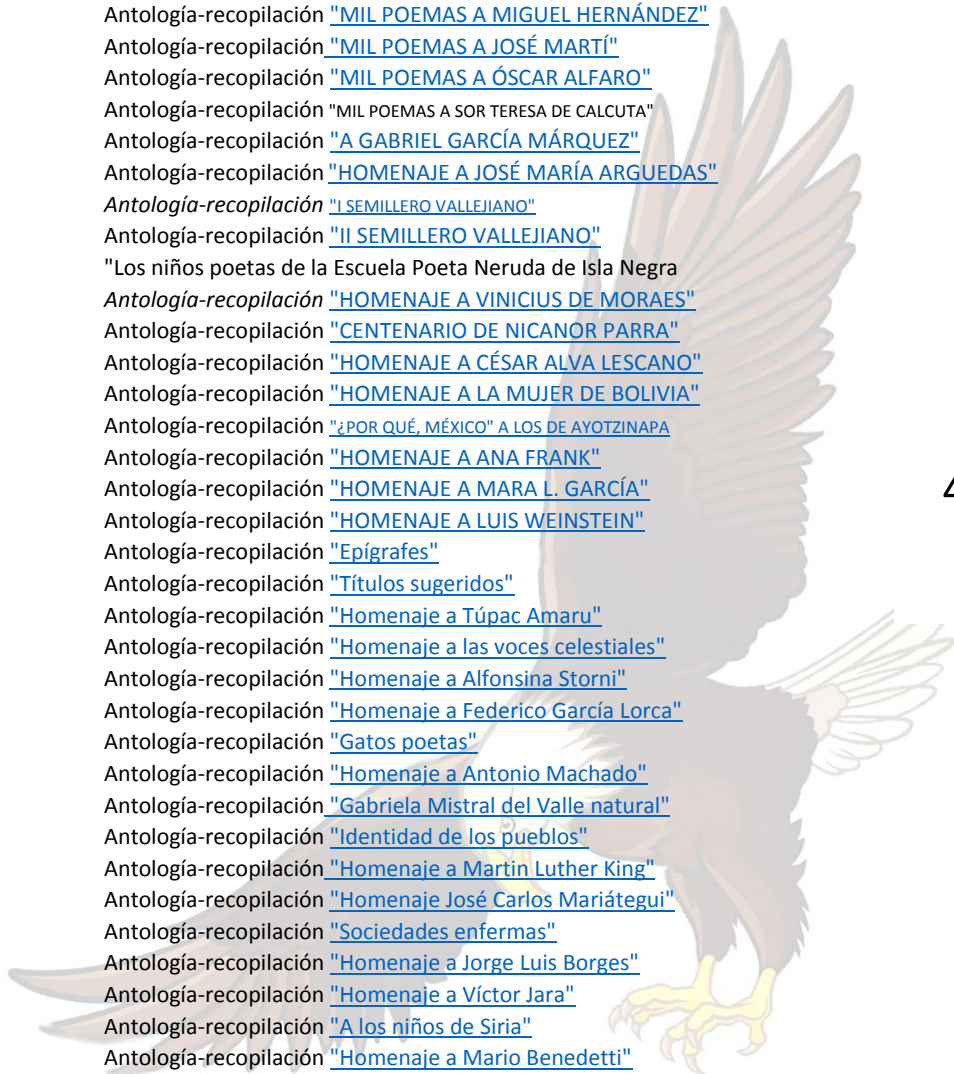 Antología-recopilación "MIL POEMAS A MIGUEL HERNÁNDEZ"
Antología-recopilación "MIL POEMAS A JOSÉ MARTÍ"
Antología-recopilación "MIL POEMAS A ÓSCAR ALFARO"
Antología-recopilación "MIL POEMAS A SOR TERESA DE CALCUTA"
Antología-recopilación "A GABRIEL GARCÍA MÁRQUEZ"
Antología-recopilación "HOMENAJE A JOSÉ MARÍA ARGUEDAS"
Antología-recopilación "I SEMILLERO VALLEJIANO"
Antología-recopilación "II SEMILLERO VALLEJIANO"
"Los niños poetas de la Escuela Poeta Neruda de Isla Negra
Antología-recopilación "HOMENAJE A VINICIUS DE MORAES"
Antología-recopilación "CENTENARIO DE NICANOR PARRA"
Antología-recopilación "HOMENAJE A CÉSAR ALVA LESCANO"
Antología-recopilación "HOMENAJE A LA MUJER DE BOLIVIA"
Antología-recopilación "¿POR QUÉ, MÉXICO" A LOS DE AYOTZINAPA
Antología-recopilación "HOMENAJE A ANA FRANK"
Antología-recopilación "HOMENAJE A MARA L. GARCÍA"
Antología-recopilación "HOMENAJE A LUIS WEINSTEIN"
Antología-recopilación "Epígrafes"
Antología-recopilación "Títulos sugeridos"
Antología-recopilación "Homenaje a Túpac Amaru"
Antología-recopilación "Homenaje a las voces celestiales"
Antología-recopilación "Homenaje a Alfonsina Storni"
Antología-recopilación "Homenaje a Federico García Lorca"
Antología-recopilación "Gatos poetas"
Antología-recopilación "Homenaje a Antonio Machado"
Antología-recopilación "Gabriela Mistral del Valle natural"
Antología-recopilación "Identidad de los pueblos"
Antología-recopilación "Homenaje a Martin Luther King"
Antología-recopilación "Homenaje José Carlos Mariátegui"
Antología-recopilación "Sociedades enfermas"
Antología-recopilación "Homenaje a Jorge Luis Borges"
Antología-recopilación "Homenaje a Víctor Jara"
Antología-recopilación "A los niños de Siria"
Antología-recopilación "Homenaje a Mario Benedetti"